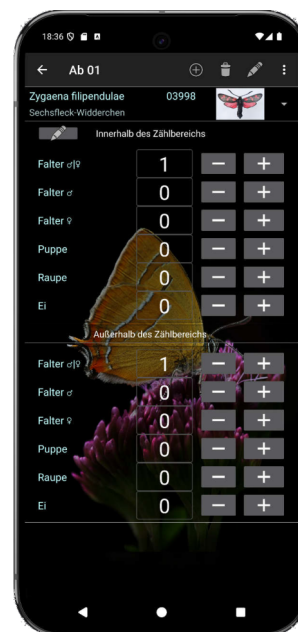 18:36
Ab 01
Zygaena filipendulae 03998
Sechsfleck-Widderchen
Innerhalb des Zählbereichs
Falter ♂|♀ 1 − +
Falter ♂ 0 − +
Falter ♀ 0 − +
Puppe 0 − +
Raupe 0 − +
Ei 0 − +
Außerhalb des Zählbereichs
Falter ♂|♀ 1 − +
Falter ♂ 0 − +
Falter ♀ 0 − +
Puppe 0 − +
Raupe 0 − +
Ei 0 − +